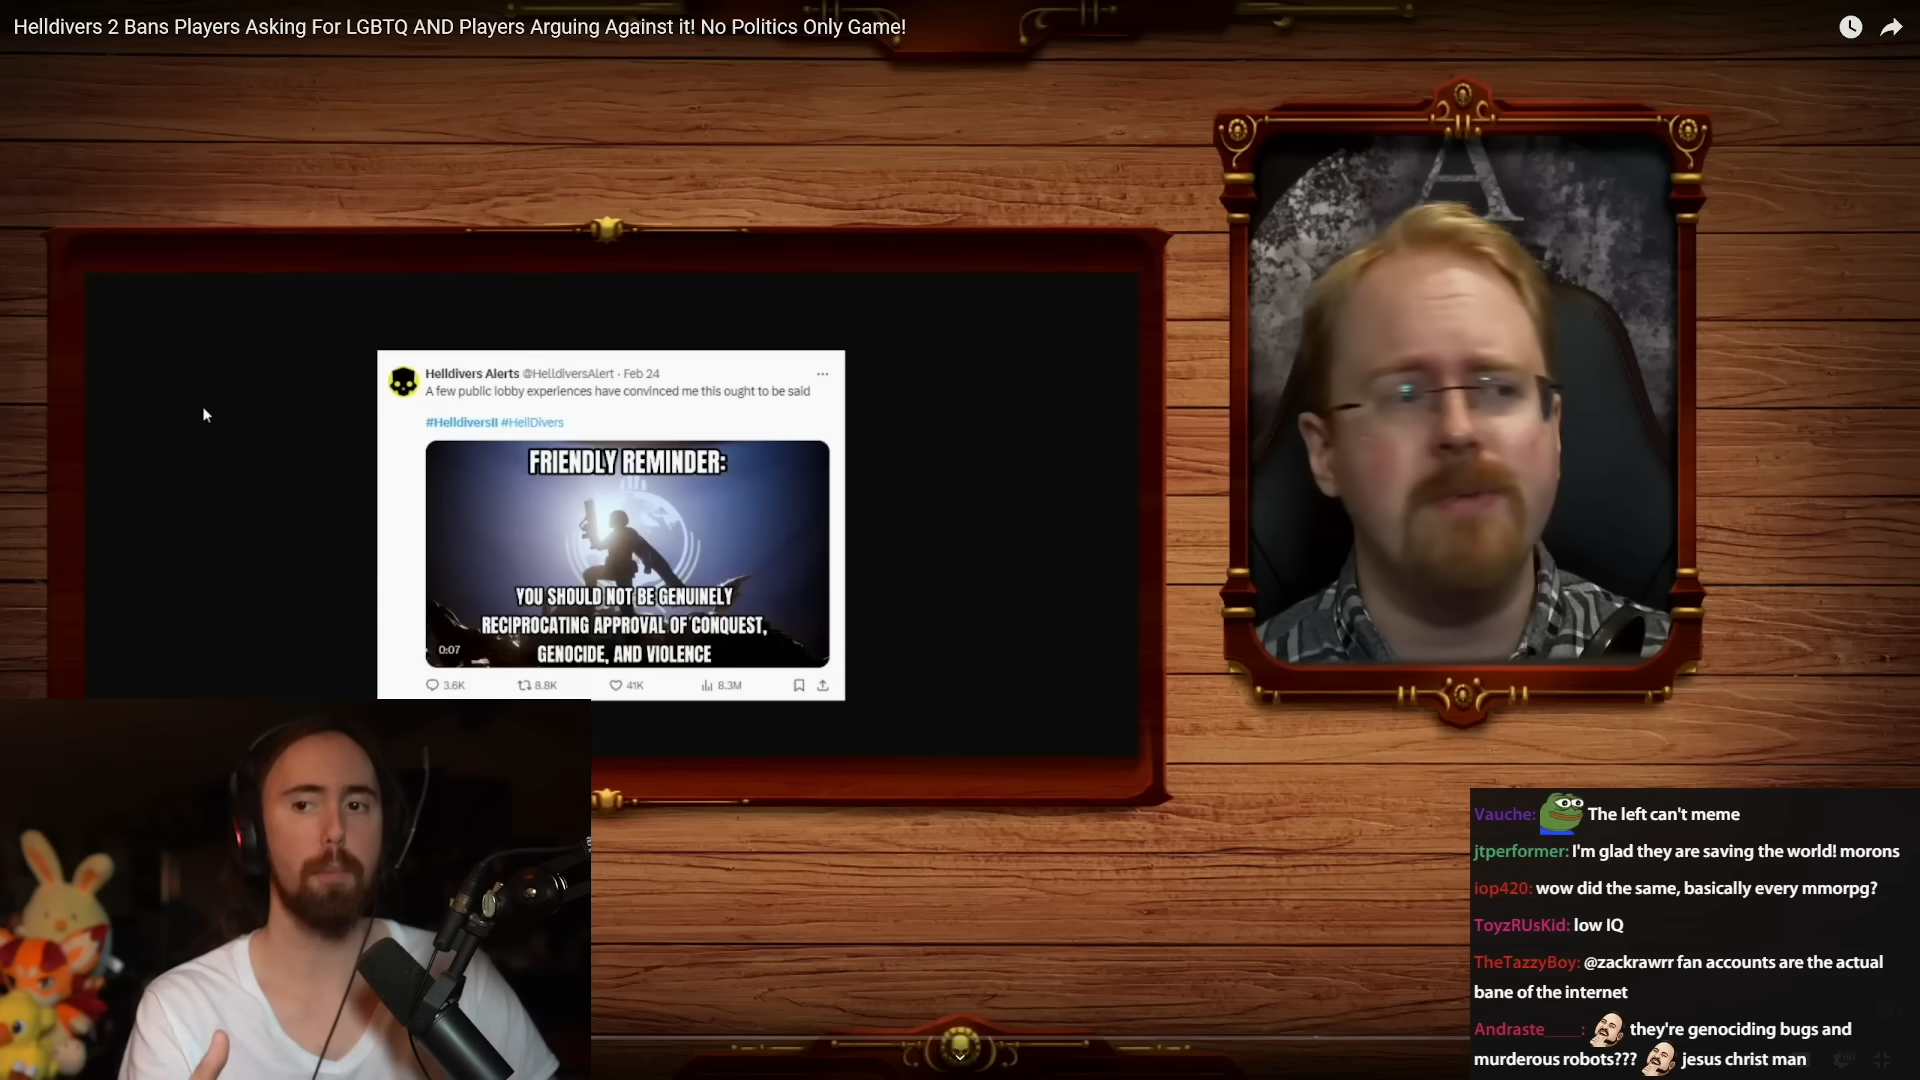 Helldivers 2 Bans Players Asking For LGBTQ AND Players Arguing Against it! No Politics Only Game!
A
Helldivers Alerts @HelldiversAlert · Feb 24
A few public lobby experiences have convinced me this ought to be said
#HelldiversII #HellDivers
FRIENDLY REMINDER:
YOU SHOULD NOT BE GENUINELY
RECIPROCATING APPROVAL OF CONQUEST,
GENOCIDE, AND VIOLENCE
0:07
3.6K 8.8K 41K 8.3M
Vauche: The left can't meme
jtperformer: I'm glad they are saving the world! morons
iop420: wow did the same, basically every mmorpg?
ToyzRUsKid: low IQ
TheTazzyBoy: @zackrawrr fan accounts are the actual
bane of the internet
Andraste____: they're genociding bugs and
murderous robots??? jesus christ man